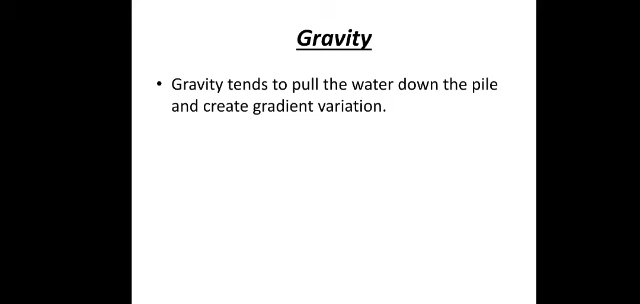 Gravity
• Gravity tends to pull the water down the pile
and create gradient variation.